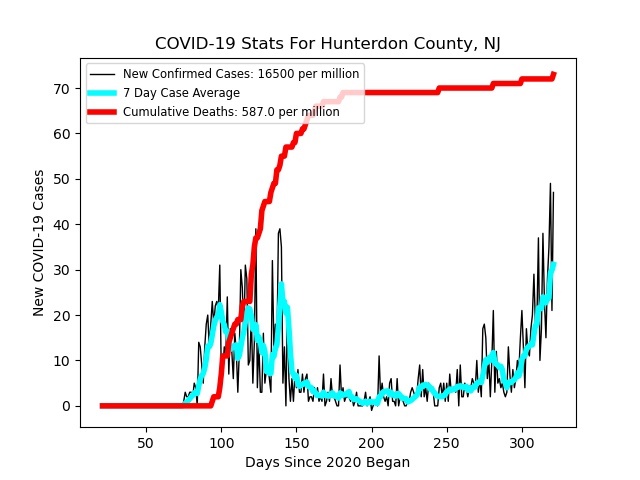 COVID-19 Stats For Hunterdon County, NJ
New Confirmed Cases: 16500 per million
7 Day Case Average
Cumulative Deaths: 587.0 per million
New COVID-19 Cases
70
60
50
40
30
20
10
0
50
100
150
200
250
300
Days Since 2020 Began